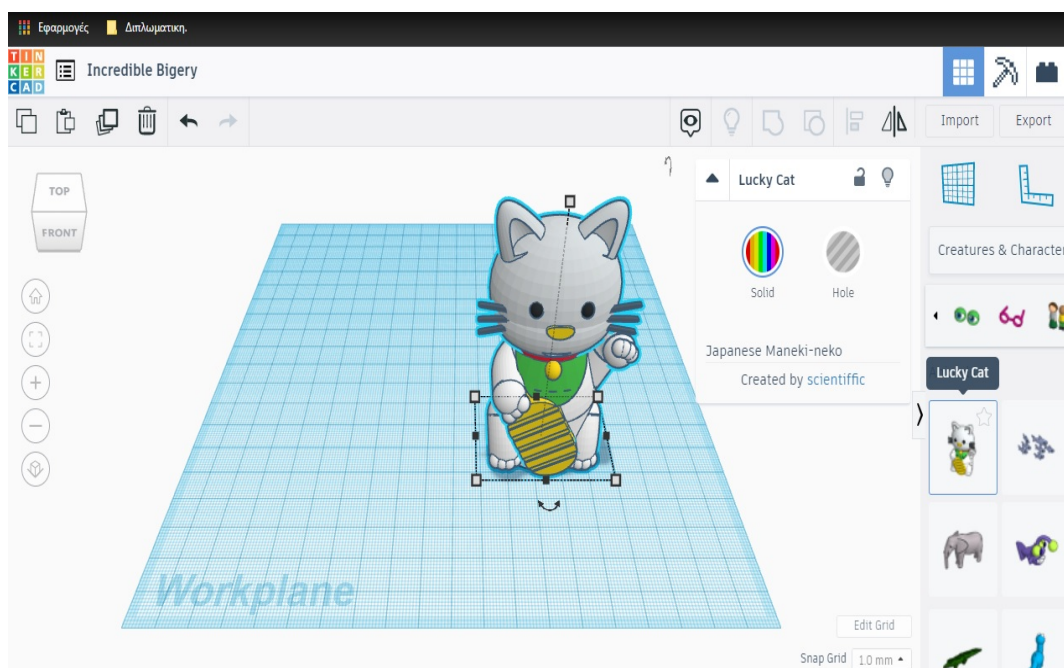 Εφαρμογές Διπλωματικη.
TIN
KER
CAD
Incredible Bigery
Import Export
TOP
FRONT
Lucky Cat
Solid Hole
Japanese Maneki-neko
Created by scientiffic
Creatures & Character
Lucky Cat
Workplane
Edit Grid
Snap Grid 1.0 mm